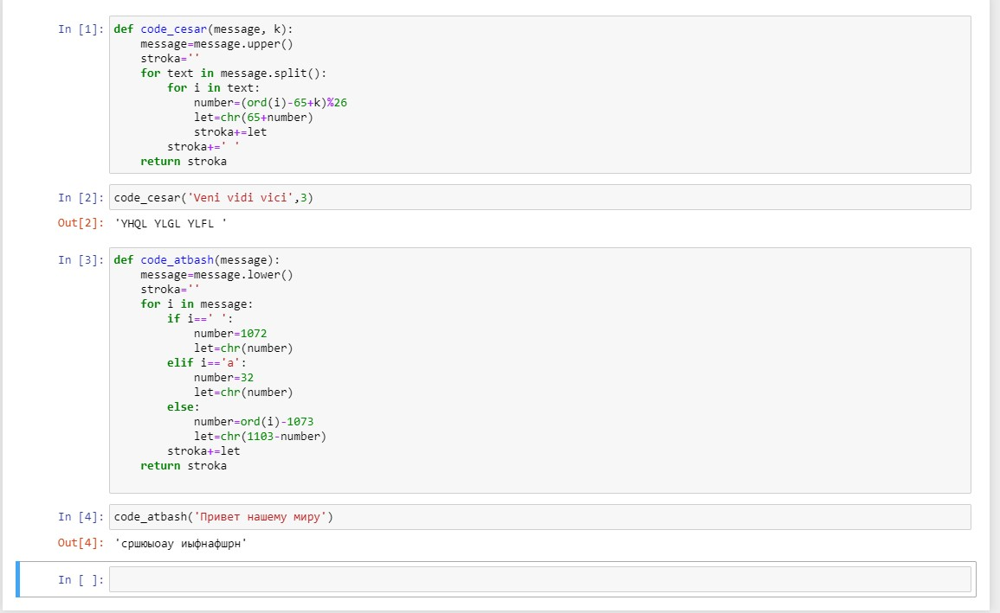 In [1]: def code_cesar(message, k):
    message=message.upper()
    stroka=''
    for text in message.split():
        for i in text:
            number=(ord(i)-65+k)%26
            let=chr(65+number)
            stroka+=let
        stroka+=' '
    return stroka
In [2]: code_cesar('Veni vidi vici',3)
Out[2]: 'YHQL YLGL YLFL '
In [3]: def code_atbash(message):
    message=message.lower()
    stroka=''
    for i in message:
        if i==' ':
            number=1072
            let=chr(number)
        elif i=='а':
            number=32
            let=chr(number)
        else:
            number=ord(i)-1073
            let=chr(1103-number)
        stroka+=let
    return stroka
In [4]: code_atbash('Привет нашему миру')
Out[4]: 'сршюыоау иыфнафшрн'
In [ ]: